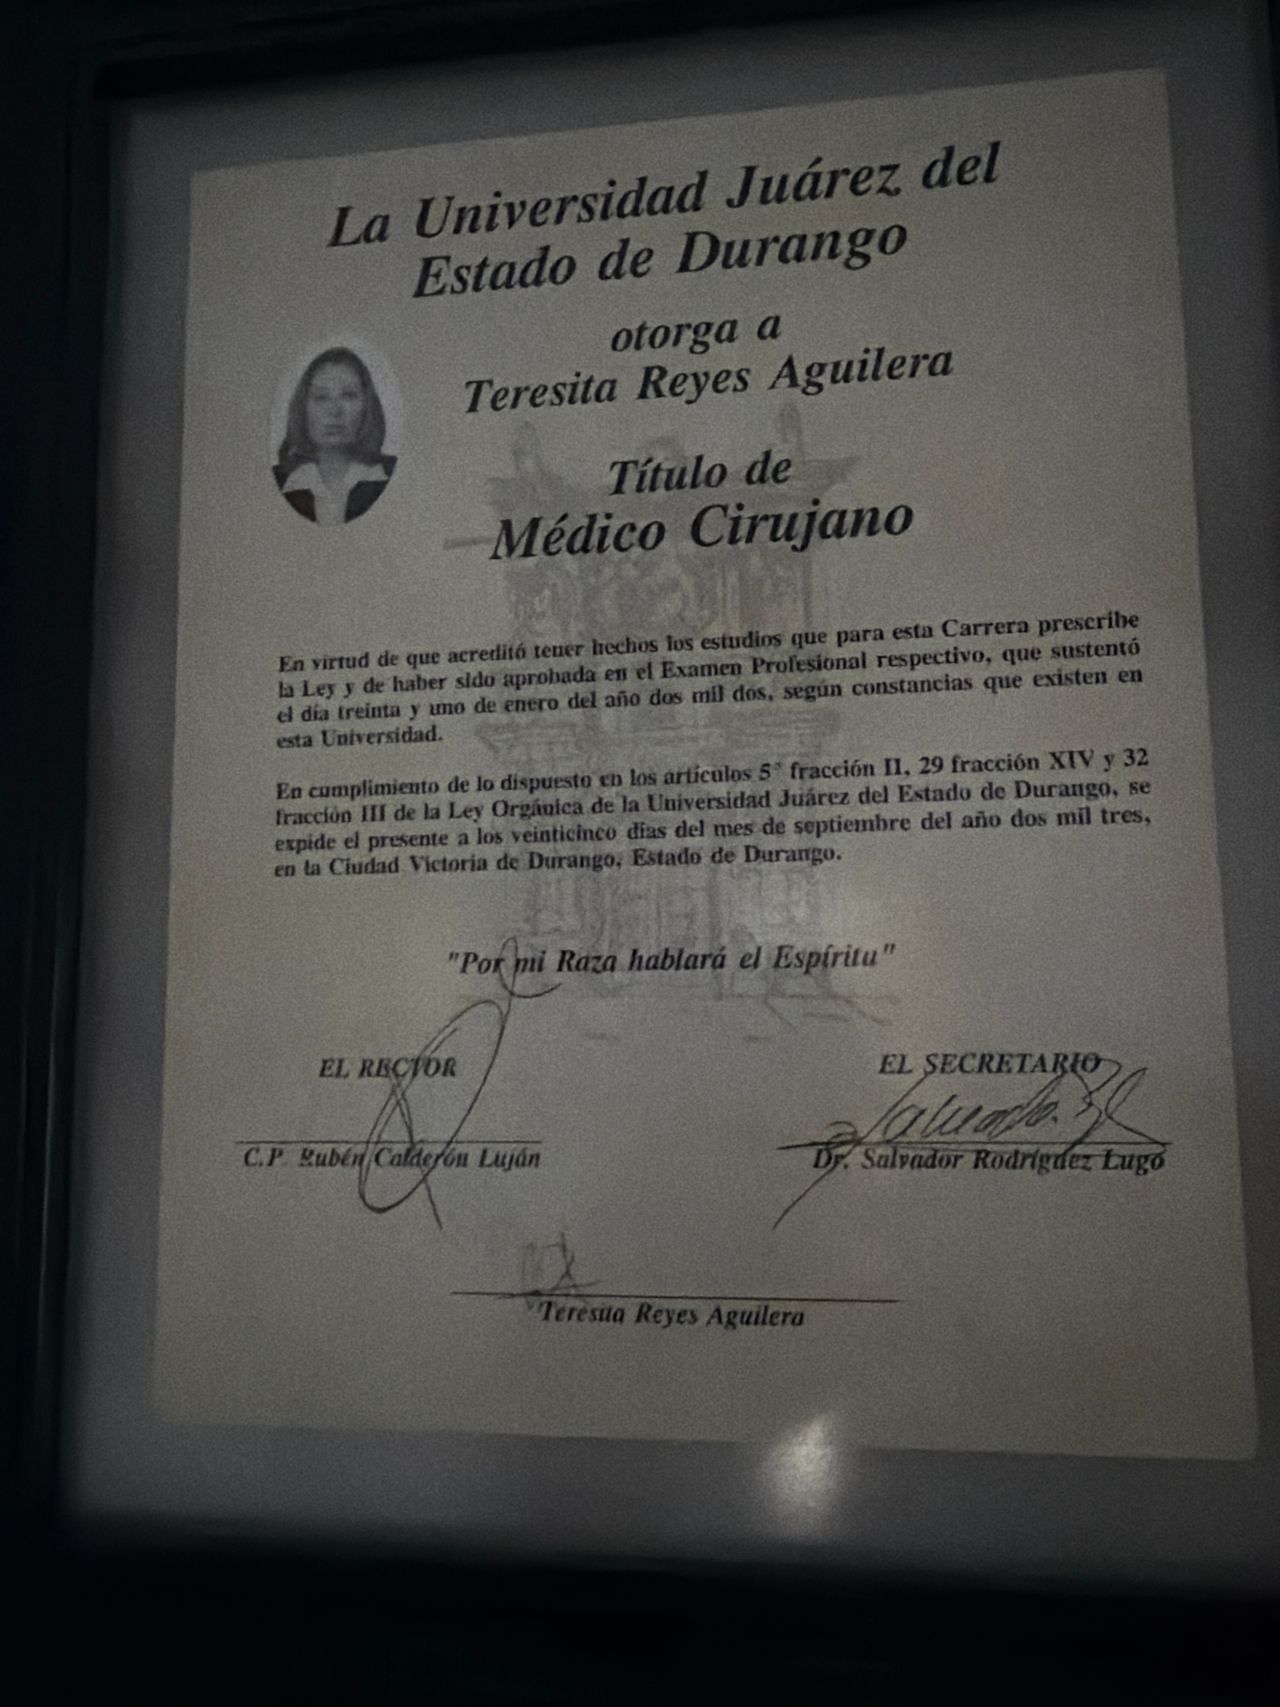 La Universidad Juárez del
Estado de Durango
otorga a
Teresita Reyes Aguilera
Título de
Médico Cirujano
En virtud de que acreditó tener hechos los estudios que para esta Carrera prescribe
la Ley y de haber sido aprobada en el Examen Profesional respectivo, que sustentó
el día treinta y uno de enero del año dos mil dos, según constancias que existen en
esta Universidad.
En cumplimiento de lo dispuesto en los artículos 5° fracción II, 29 fracción XIV y 32
fracción III de la Ley Orgánica de la Universidad Juárez del Estado de Durango, se
expide el presente a los veinticinco días del mes de septiembre del año dos mil tres,
en la Ciudad Victoria de Durango, Estado de Durango.
"Por mi Raza hablará el Espíritu"
EL RECTOR
C.P. Rubén Calderón Luján
EL SECRETARIO
Dr. Salvador Rodríguez Lugo
Teresita Reyes Aguilera